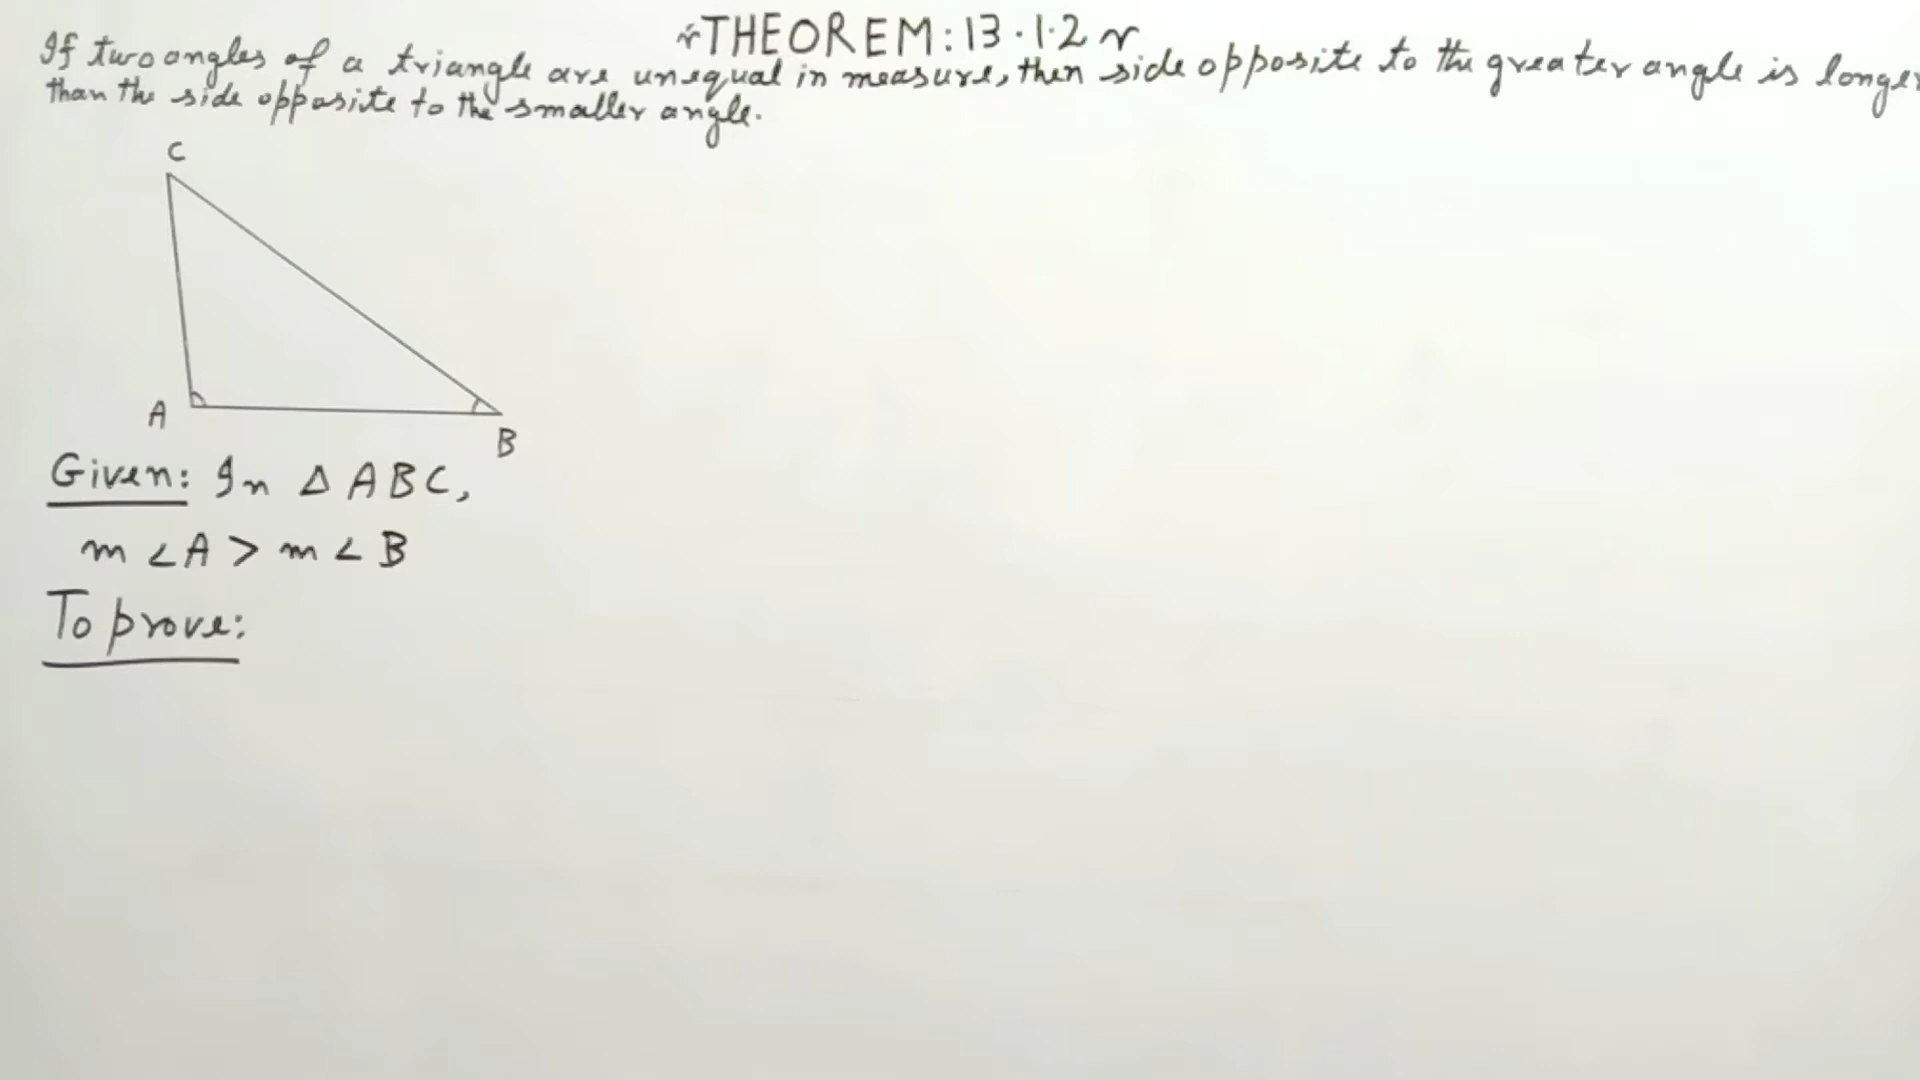 THEOREM: 13.1.2
If two angles of a triangle are unequal in measure, then side opposite to the greater angle is longer
than the side opposite to the smaller angle.
C
A
B
Given: In △ ABC,
m∠A > m∠B
To prove: